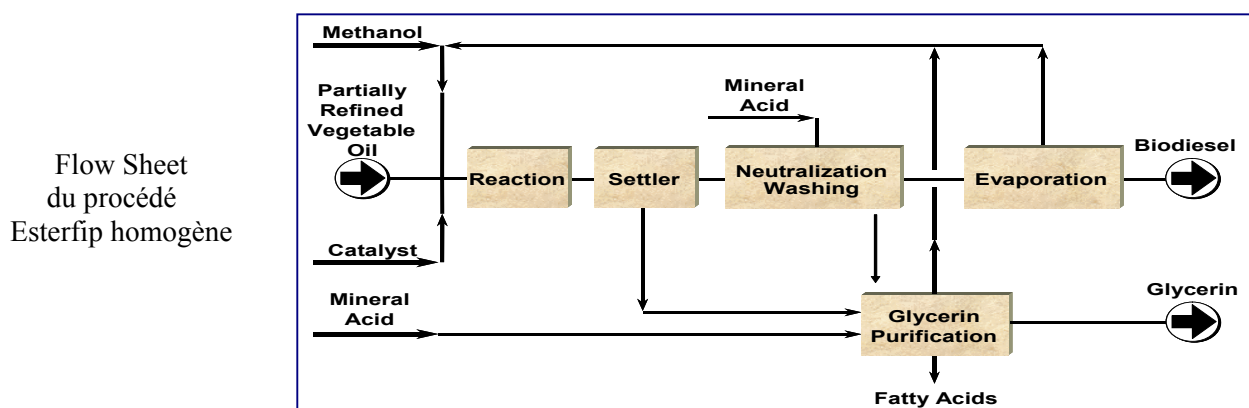 Flow Sheet
du procédé
Esterfip homogène
Methanol
Partially
Refined
Vegetable
Oil
Catalyst
Mineral
Acid
Reaction
Settler
Mineral
Acid
Neutralization
Washing
Evaporation
Biodiesel
Glycerin
Purification
Glycerin
Fatty Acids